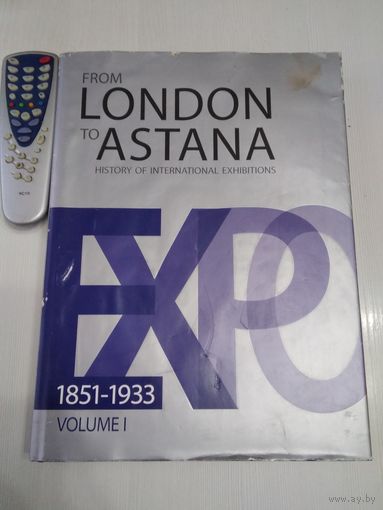 FROM
LONDON
TO ASTANA
HISTORY OF INTERNATIONAL EXHIBITIONS
EXPO
1851-1933
VOLUME I
www.ay.by